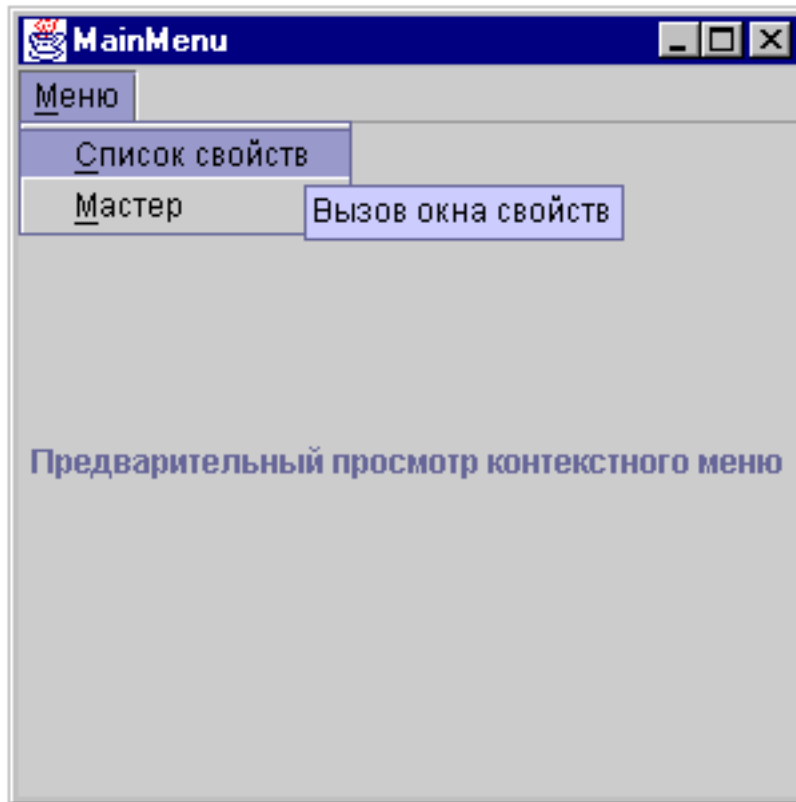 MainMenu
Меню
Список свойств
Мастер
Вызов окна свойств
Предварительный просмотр контекстного меню